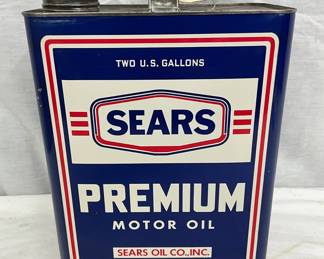 TWO U.S. GALLONS
SEARS
PREMIUM
MOTOR OIL
SEARS OIL CO., INC.